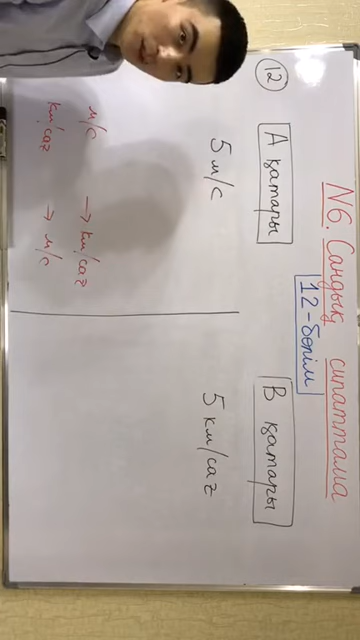 №6. Сандық сипаттама
12-бөлім
12
А қатары
В қатары
5 м/с
5 км/сағ
м/с → км/сағ
км/сағ → м/с